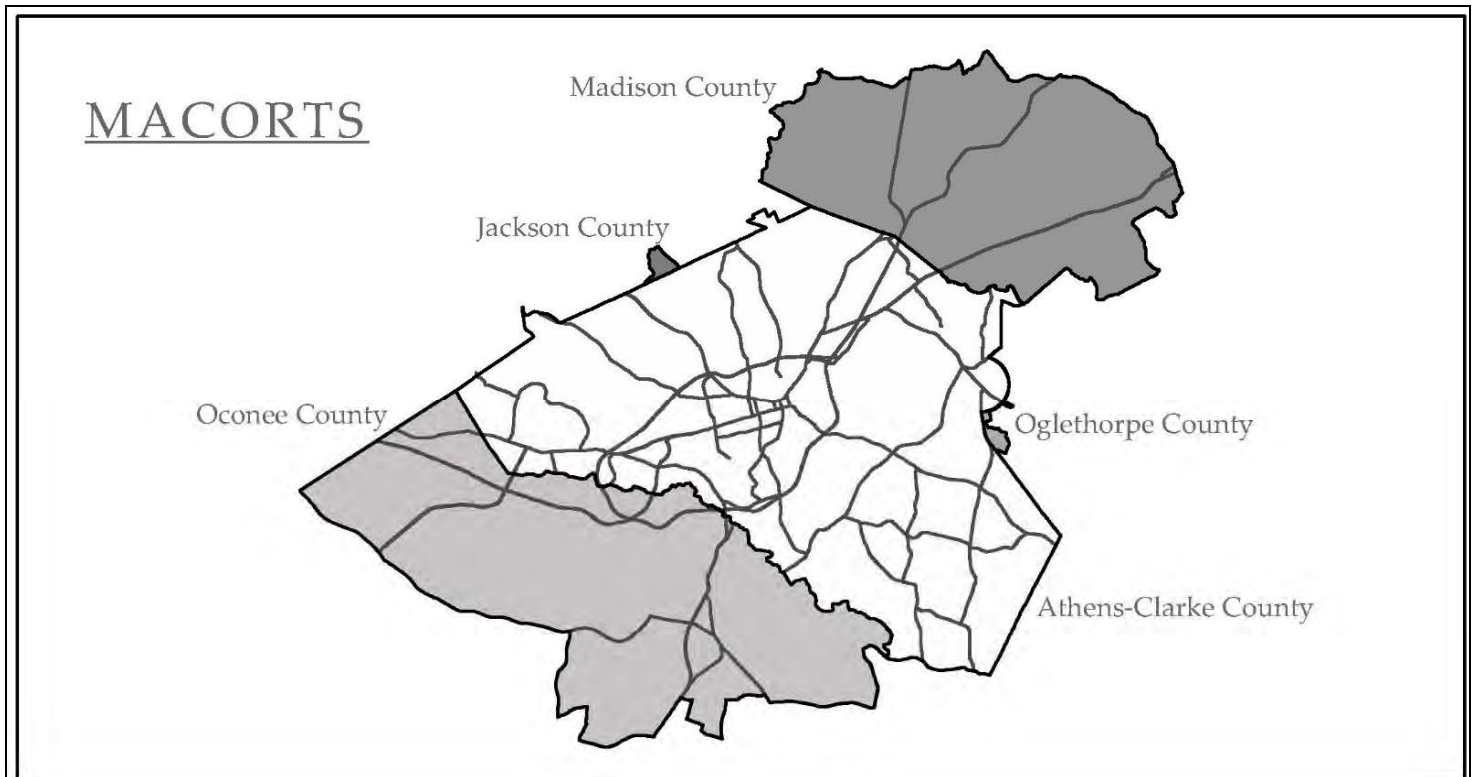 MACORTS
Madison County
Jackson County
Oconee County
Oglethorpe County
Athens-Clarke County